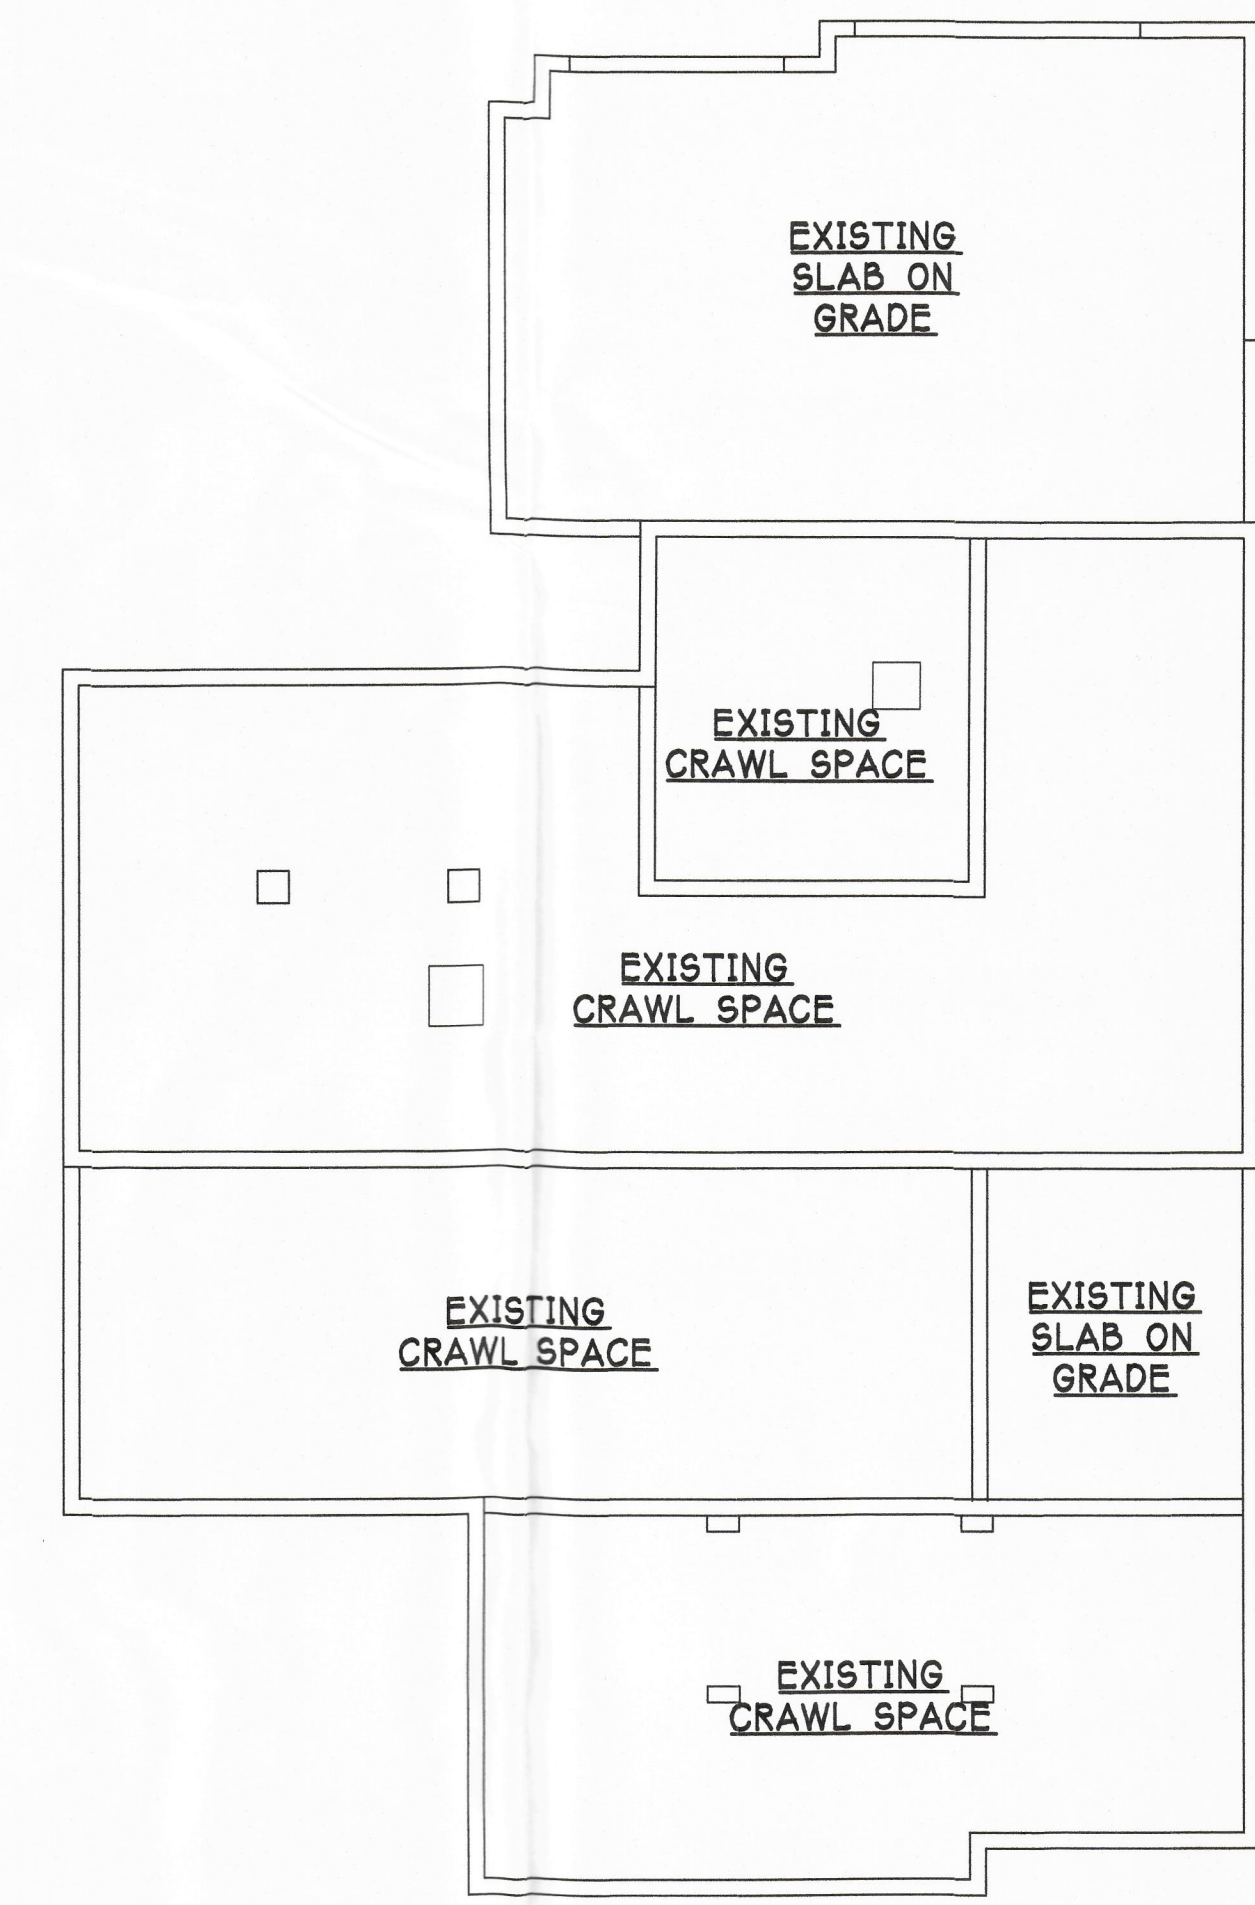 EXISTING
SLAB ON
GRADE
EXISTING
CRAWL SPACE
EXISTING
CRAWL SPACE
EXISTING
CRAWL SPACE
EXISTING
SLAB ON
GRADE
EXISTING
CRAWL SPACE